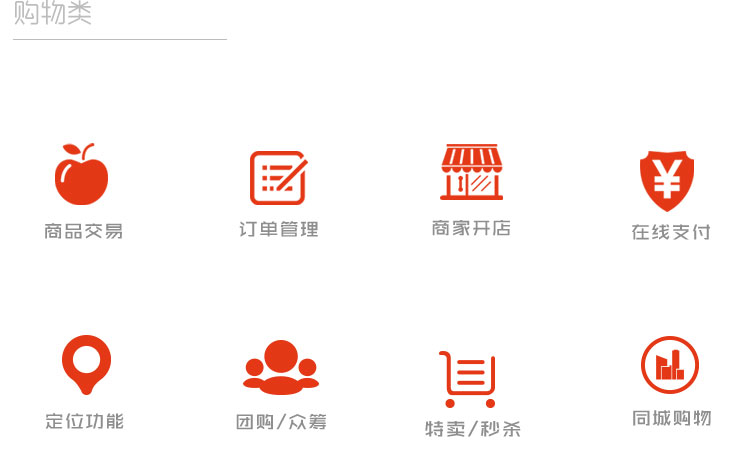 购物类
商品交易
订单管理
商家开店
¥
在线支付
定位功能
团购/众筹
特卖/秒杀
同城购物